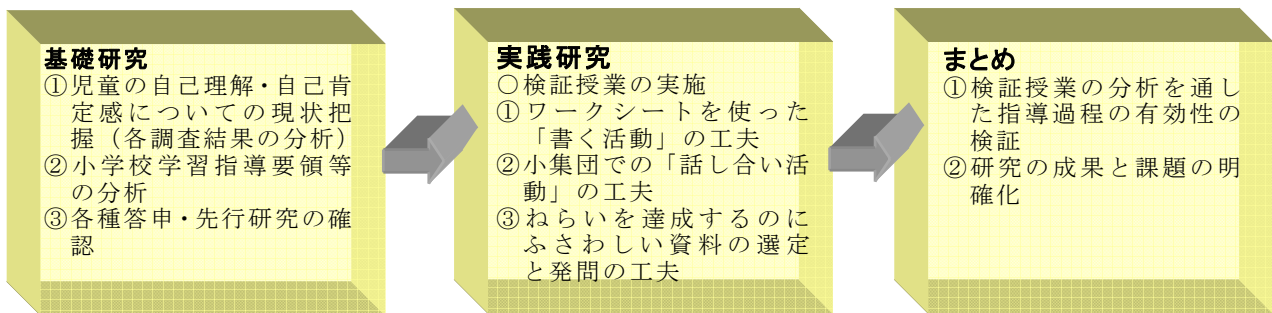 基礎研究
①児童の自己理解・自己肯
定感についての現状把
握（各調査結果の分析）
②小学校学習指導要領等
の分析
③各種答申・先行研究の確
認
実践研究
○検証授業の実施
①ワークシートを使った
「書く活動」の工夫
②小集団での「話し合い活
動」の工夫
③ねらいを達成するのに
ふさわしい資料の選定
と発問の工夫
まとめ
①検証授業の分析を通し
た指導過程の有効性の
検証
②研究の成果と課題の明
確化